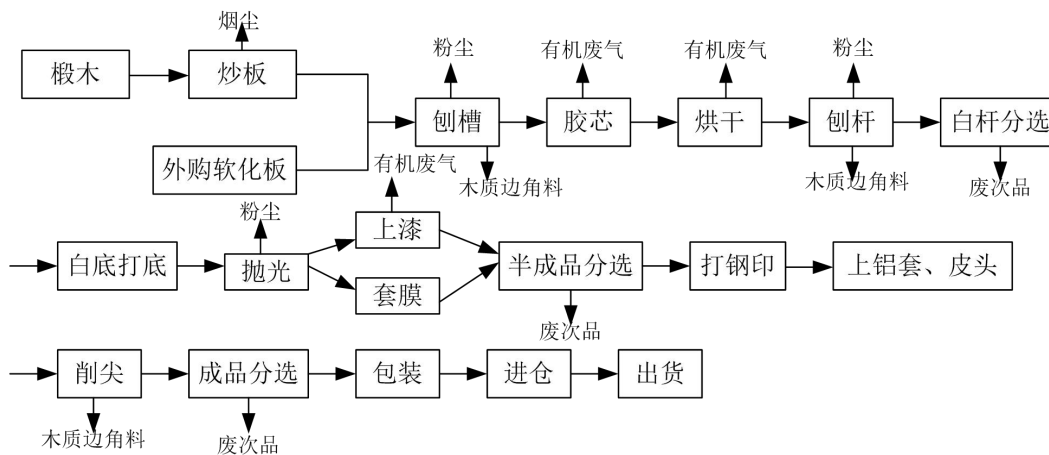 烟尘
粉尘
有机废气
有机废气
粉尘
椴木
炒板
刨槽
胶芯
烘干
刨杆
白杆分选
外购软化板
有机废气
木质边角料
木质边角料
废次品
粉尘
上漆
白底打底
抛光
半成品分选
打钢印
上铝套、皮头
套膜
废次品
削尖
成品分选
包装
进仓
出货
木质边角料
废次品